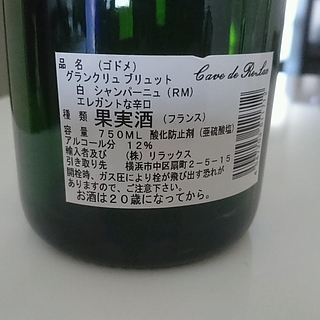 品 名 (ゴドメ)
グランクリュ ブリュット
Cave de Re-Lax
白 シャンパーニュ (RM)
エレガントな辛口
種 類 果実酒 (フランス)
容 量 750ML 酸化防止剤 (亜硫酸塩)
アルコール分 12%
輸入者及び (株) リラックス
引き取り先 横浜市中区扇町2-5-15
開栓時、ガス圧により栓が飛び出す恐れが
ありますので、ご注意下さい。
お酒は20歳になってから。